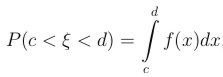 P(c < ξ < d) = ∫_c^d f(x)dx.